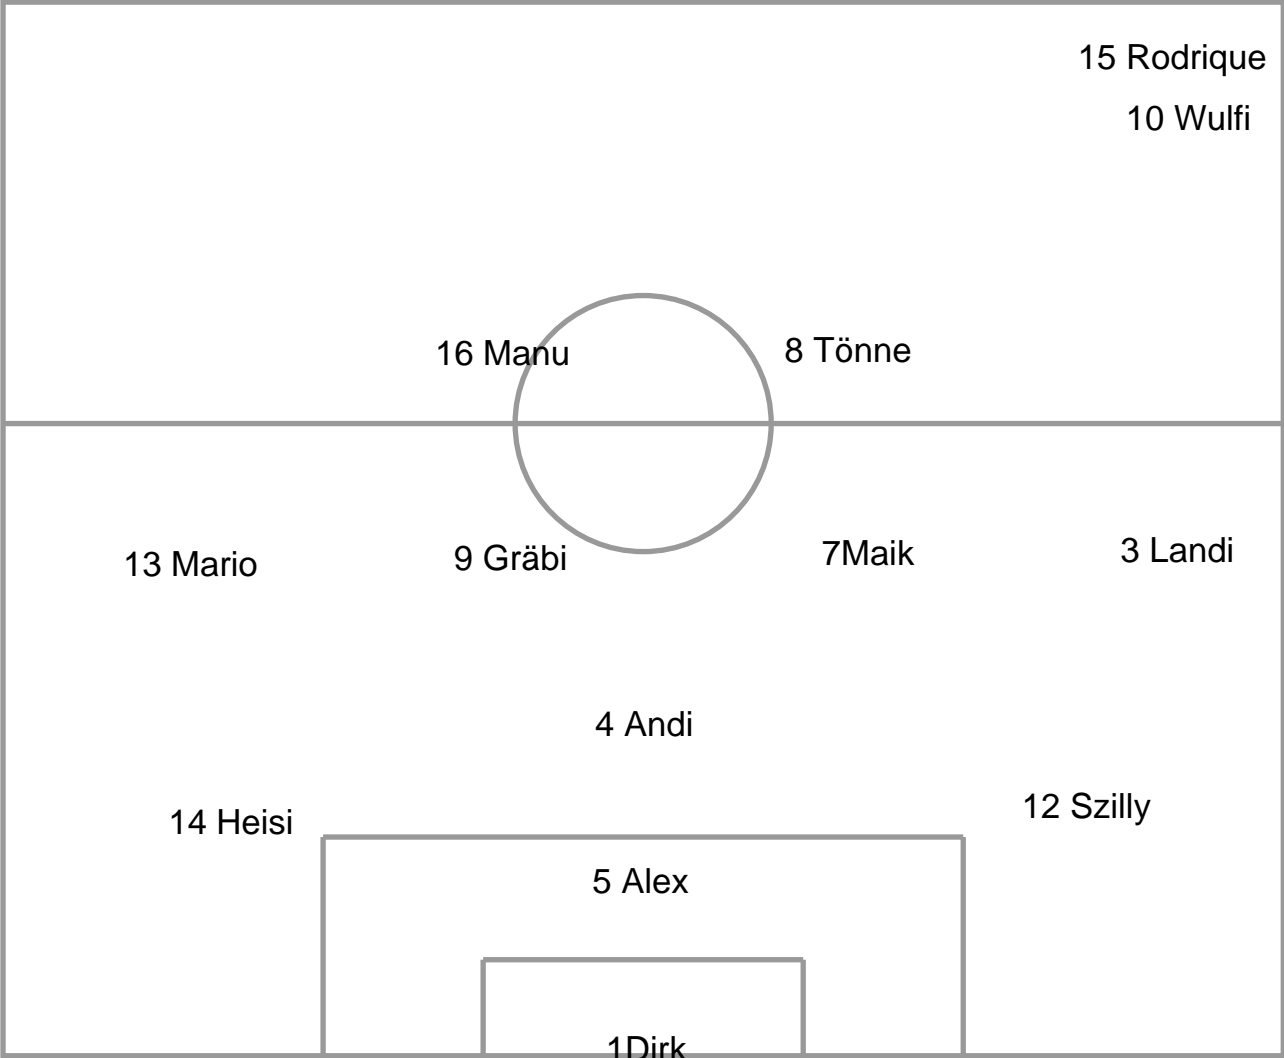 15 Rodrique
10 Wulfi
16 Manu
8 Tönne
13 Mario
9 Gräbi
7Maik
3 Landi
4 Andi
14 Heisi
12 Szilly
5 Alex
1Dirk